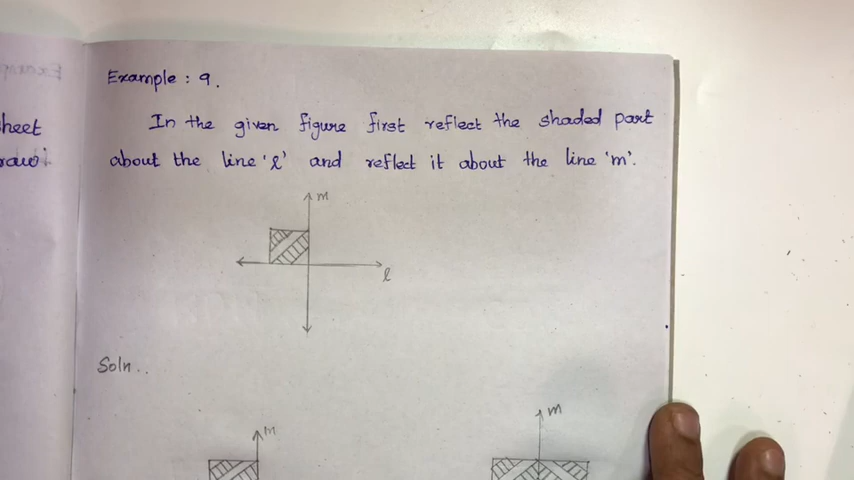 Example : 9.
In the given figure first reflect the shaded part
about the line 'l' and reflect it about the line 'm'.
m
l
Soln..
m
m
heet